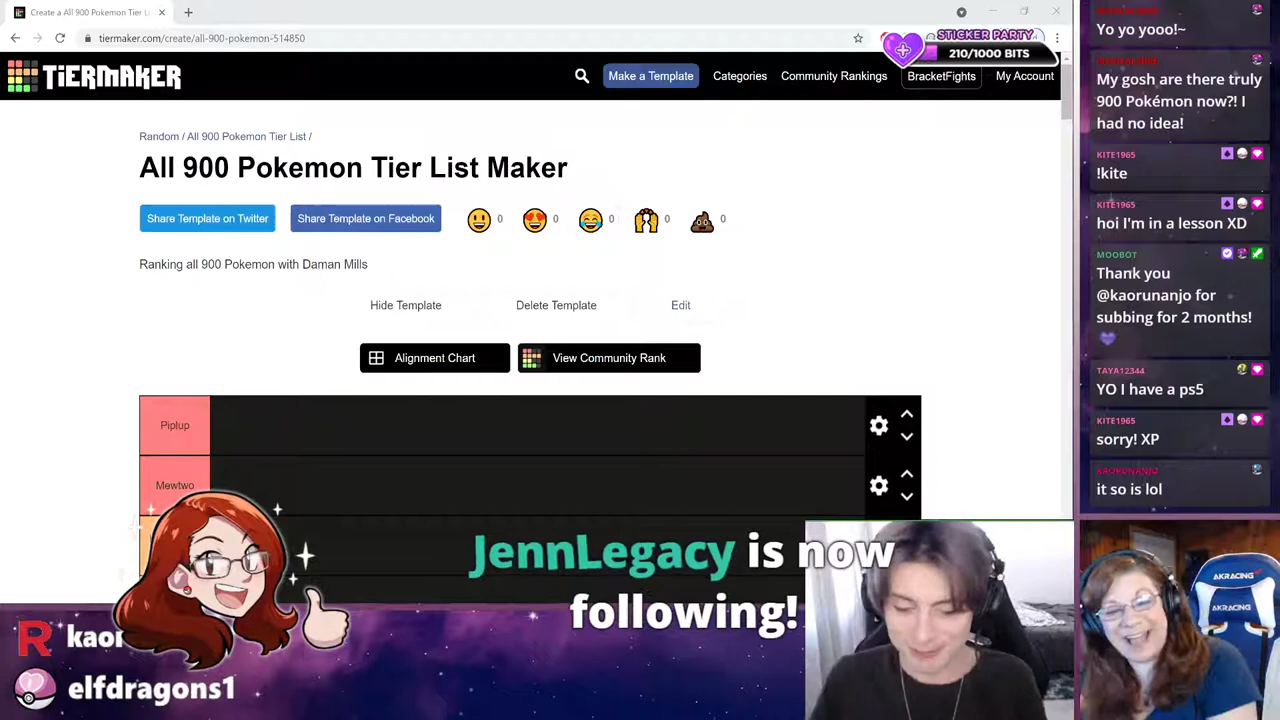 Create a All 900 Pokemon Tier L
tiermaker.com/create/all-900-pokemon-514850
STICKER PARTY
210/1000 BITS
TiERMAKER
Make a Template
Categories
Community Rankings
BracketFights
My Account
Random / All 900 Pokemon Tier List /
All 900 Pokemon Tier List Maker
Share Template on Twitter
Share Template on Facebook
0
0
0
0
0
Ranking all 900 Pokemon with Daman Mills
Hide Template
Delete Template
Edit
Alignment Chart
View Community Rank
Piplup
Mewtwo
JennLegacy is now
following!
R kaor
elfdragons1
AKRACING
AKRACING
Yo yo yooo!~
My gosh are there truly
900 Pokémon now?! I
had no idea!
KITE1965
!kite
KITE1965
hoi I'm in a lesson XD
MOOBOT
Thank you
@kaorunanjo for
subbing for 2 months!
TAYA12344
YO I have a ps5
KITE1965
sorry! XP
KAORUNANJO
it so is lol